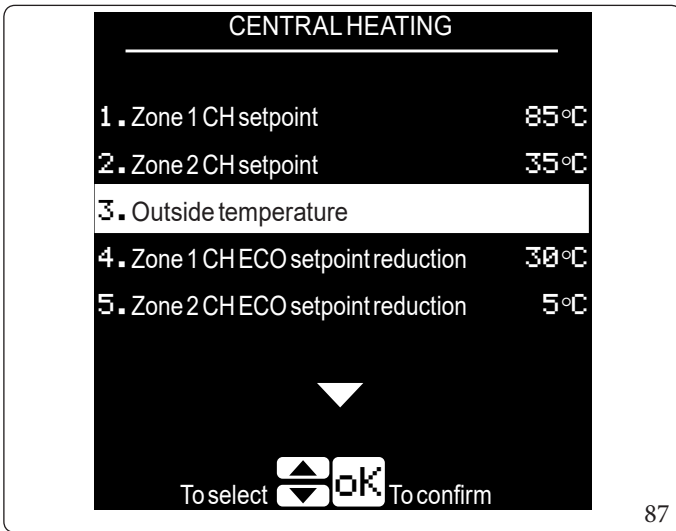 CENTRAL HEATING
1. Zone 1 CH setpoint 85°C
2. Zone 2 CH setpoint 35°C
3. Outside temperature
4. Zone 1 CH ECO setpoint reduction 30°C
5. Zone 2 CH ECO setpoint reduction 5°C
To select oK To confirm
87